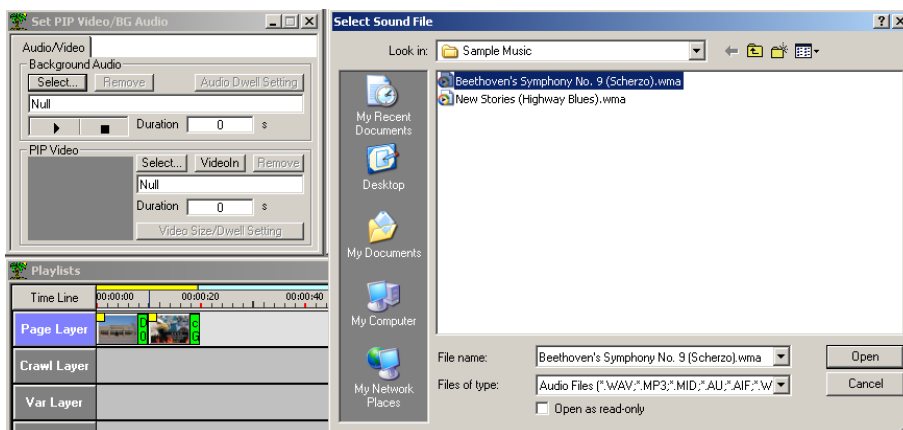 Set PIP Video/BG Audio
Audio/Video
Background Audio
Select... Remove Audio Dwell Setting
Null
Duration 0 s
PIP Video
Select... VideoIn Remove
Null
Duration 0 s
Video Size/Dwell Setting
Playlists
Time Line 00:00:00 00:00:20 00:00:40
Page Layer
Crawl Layer
Var Layer
Select Sound File
Look in: Sample Music
My Recent
Documents
Desktop
My Documents
My Computer
My Network
Places
Beethoven's Symphony No. 9 (Scherzo).wma
New Stories (Highway Blues).wma
File name: Beethoven's Symphony No. 9 (Scherzo).wma Open
Files of type: Audio Files (*.WAV;*.MP3;*.MID;*.AU;*.AIF;*.W Cancel
Open as read-only